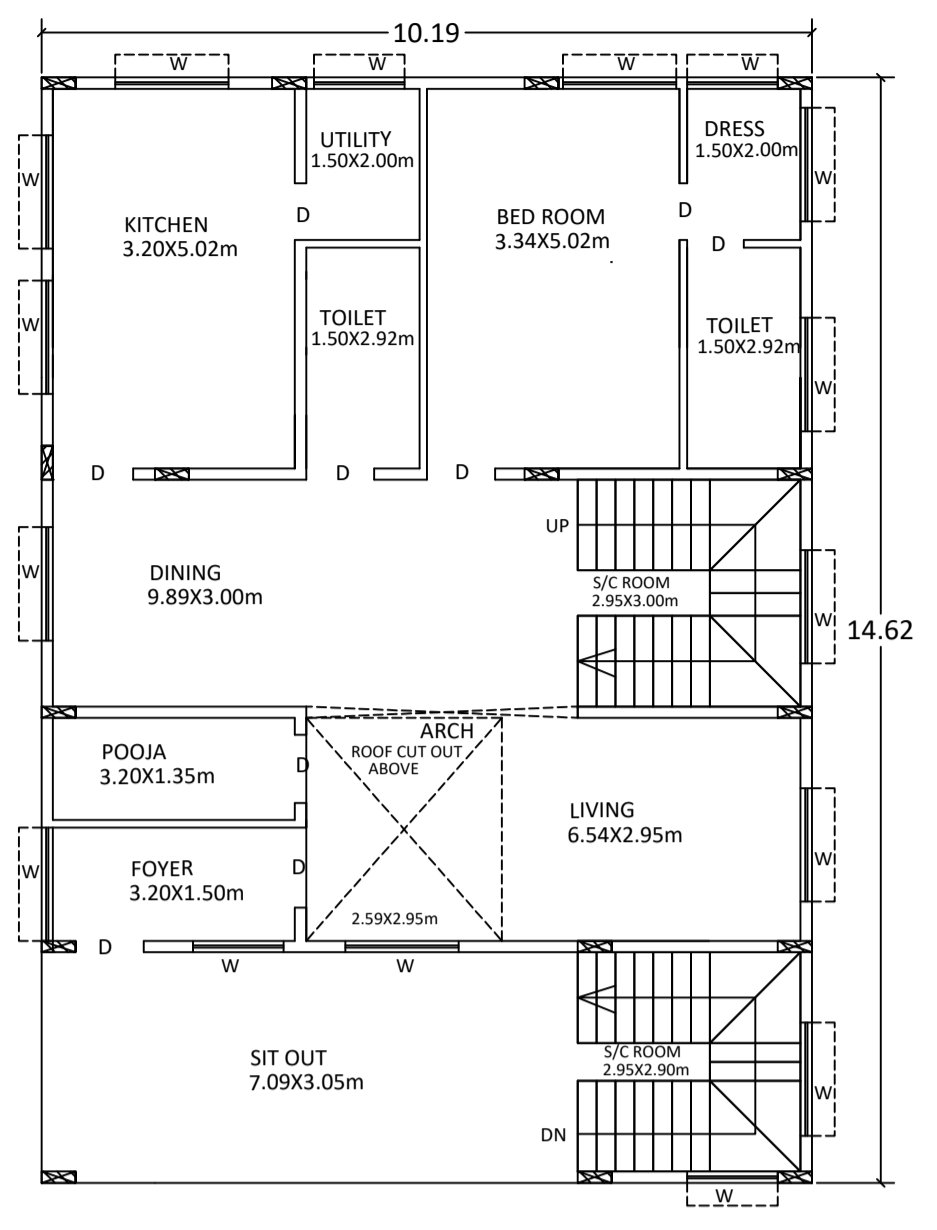 10.19
W
W
W
W
UTILITY
1.50X2.00m
DRESS
1.50X2.00m
W
W
KITCHEN
3.20X5.02m
D
BED ROOM
3.34X5.02m
D
D
W
TOILET
1.50X2.92m
TOILET
1.50X2.92m
W
D
D
D
UP
DINING
9.89X3.00m
W
S/C ROOM
2.95X3.00m
W
14.62
ARCH
ROOF CUT OUT
ABOVE
POOJA
3.20X1.35m
D
LIVING
6.54X2.95m
W
FOYER
3.20X1.50m
W
D
2.59X2.95m
D
W
W
SIT OUT
7.09X3.05m
S/C ROOM
2.95X2.90m
W
DN
W